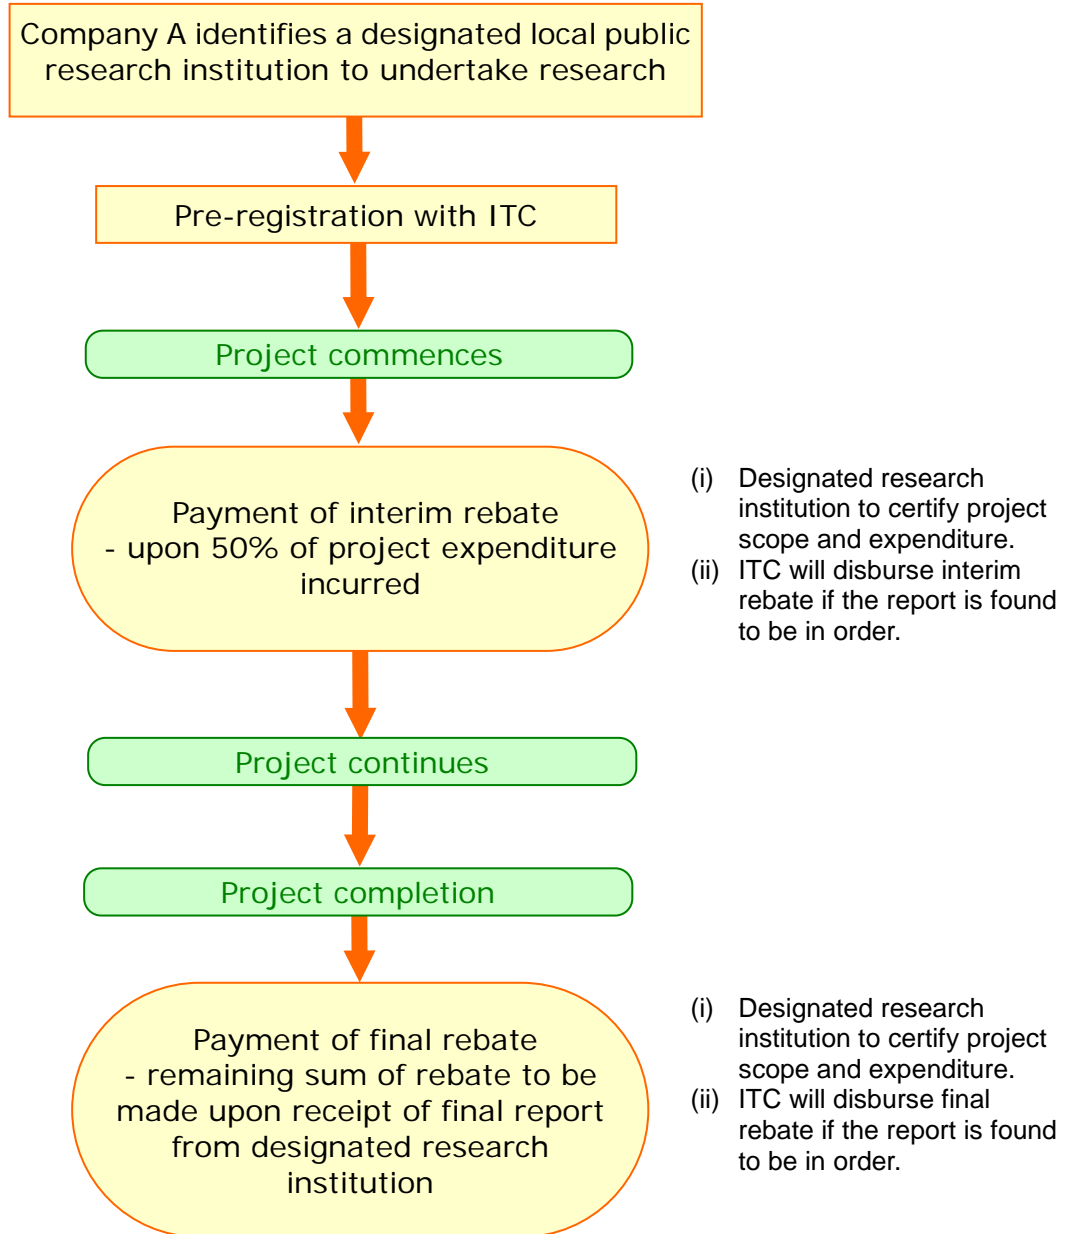 Company A identifies a designated local public
research institution to undertake research
Pre-registration with ITC
Project commences
Payment of interim rebate
- upon 50% of project expenditure
incurred
(i) Designated research
institution to certify project
scope and expenditure.
(ii) ITC will disburse interim
rebate if the report is found
to be in order.
Project continues
Project completion
Payment of final rebate
- remaining sum of rebate to be
made upon receipt of final report
from designated research
institution
(i) Designated research
institution to certify project
scope and expenditure.
(ii) ITC will disburse final
rebate if the report is found
to be in order.